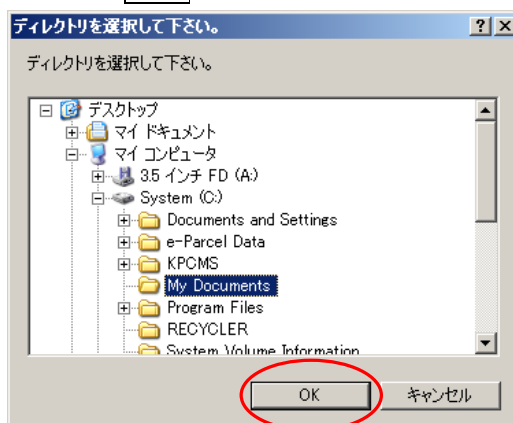 ディレクトリを選択して下さい。
ディレクトリを選択して下さい。
デスクトップ
マイ ドキュメント
マイ コンピュータ
3.5 インチ FD (A:)
System (C:)
Documents and Settings
e-Parcel Data
KPCMS
My Documents
Program Files
RECYCLER
System Volume Information
OK
キャンセル